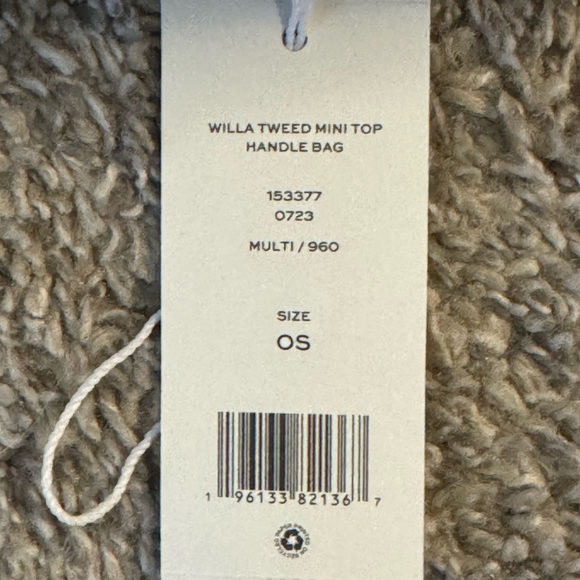 WILLA TWEED MINI TOP
HANDLE BAG
153377
0723
MULTI / 960
SIZE
OS
1 96133 82136 7